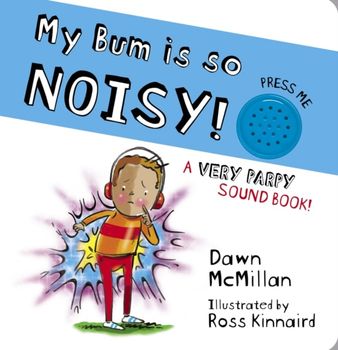 My Bum is so
NOISY!
PRESS ME
A VERY PARPY
SOUND BOOK!
Dawn
McMillan
Illustrated by
Ross Kinnaird